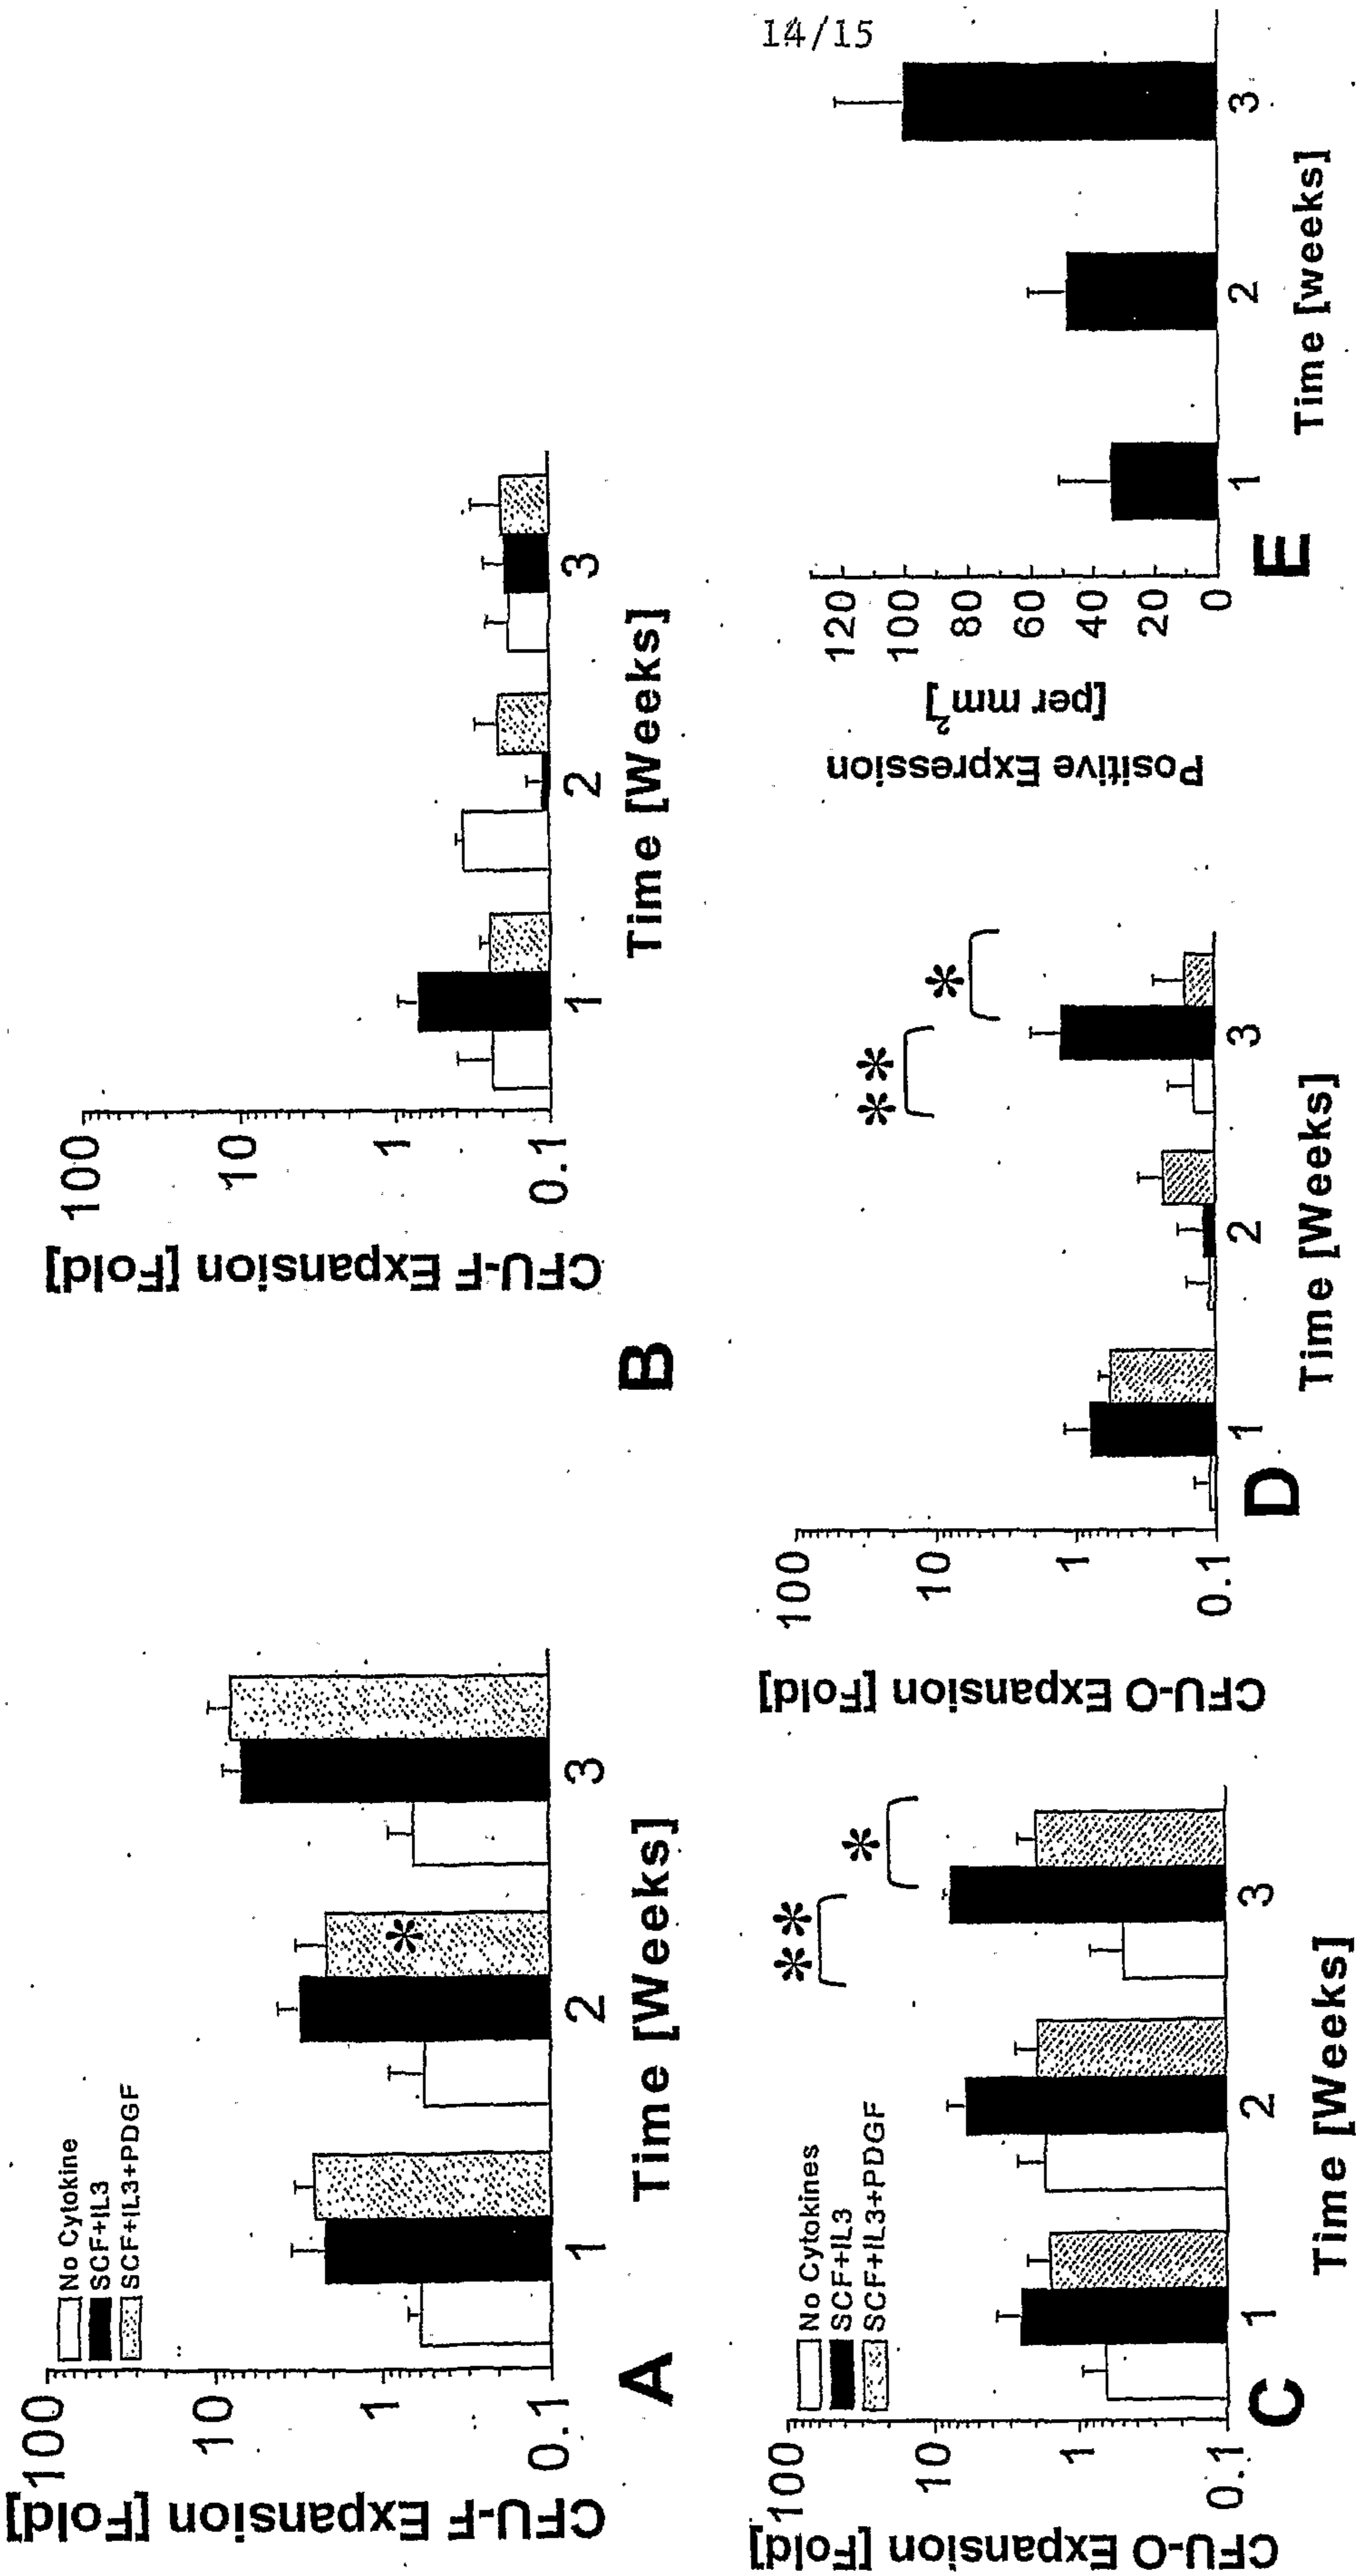 14/15
CFU-F Expansion [Fold]
100
10
1
0.1
No Cytokine
SCF+IL3
SCF+IL3+PDGF
1
2
3
Time [Weeks]
A
CFU-F Expansion [Fold]
100
10
1
0.1
1
2
3
Time [Weeks]
B
CFU-O Expansion [Fold]
100
10
1
0.1
No Cytokines
SCF+IL3
SCF+IL3+PDGF
**
*
1
2
3
Time [Weeks]
C
CFU-O Expansion [Fold]
100
10
1
0.1
**
*
1
2
3
Time [Weeks]
D
Positive Expression
[per mm²]
120
100
80
60
40
20
0
1
2
3
Time [weeks]
E